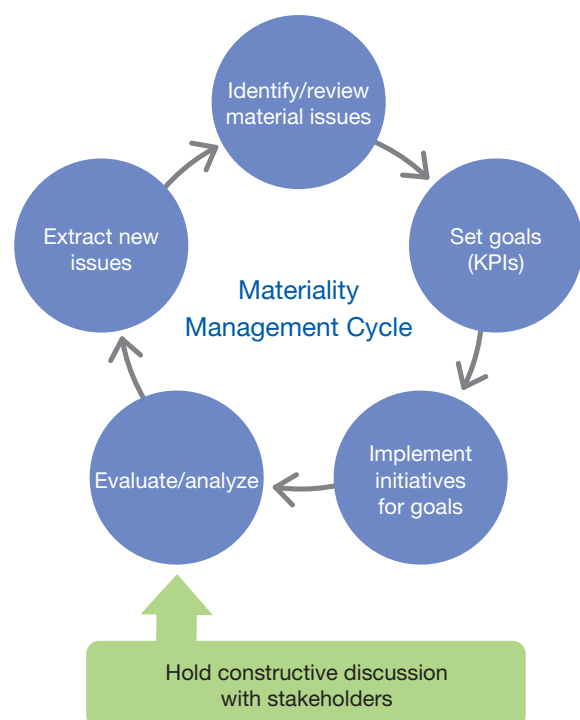 Identify/review
material issues
Set goals
(KPIs)
Implement
initiatives
for goals
Evaluate/analyze
Extract new
issues
Materiality
Management Cycle
Hold constructive discussion
with stakeholders